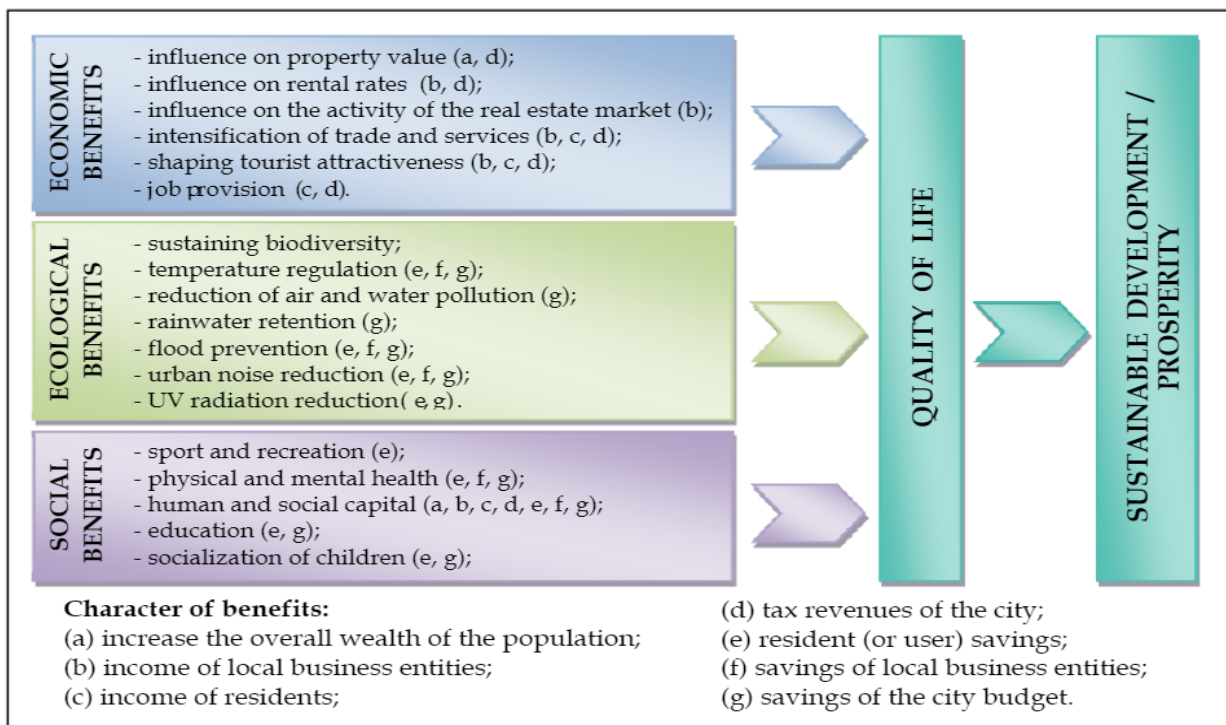 ECONOMIC
BENEFITS
- influence on property value (a, d);
- influence on rental rates (b, d);
- influence on the activity of the real estate market (b);
- intensification of trade and services (b, c, d);
- shaping tourist attractiveness (b, c, d);
- job provision (c, d).
ECOLOGICAL
BENEFITS
- sustaining biodiversity;
- temperature regulation (e, f, g);
- reduction of air and water pollution (g);
- rainwater retention (g);
- flood prevention (e, f, g);
- urban noise reduction (e, f, g);
- UV radiation reduction( e,g).
SOCIAL
BENEFITS
- sport and recreation (e);
- physical and mental health (e, f, g);
- human and social capital (a, b, c, d, e, f, g);
- education (e, g);
- socialization of children (e, g);
QUALITY OF LIFE
SUSTAINABLE DEVELOPMENT /
PROSPERITY
Character of benefits:
(a) increase the overall wealth of the population;
(b) income of local business entities;
(c) income of residents;
(d) tax revenues of the city;
(e) resident (or user) savings;
(f) savings of local business entities;
(g) savings of the city budget.